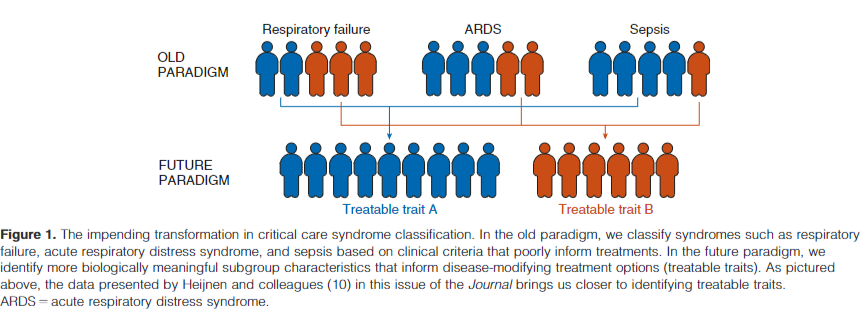 Respiratory failure ARDS Sepsis
OLD
PARADIGM
FUTURE
PARADIGM
Treatable trait A Treatable trait B
Figure 1. The impending transformation in critical care syndrome classification. In the old paradigm, we classify syndromes such as respiratory
failure, acute respiratory distress syndrome, and sepsis based on clinical criteria that poorly inform treatments. In the future paradigm, we
identify more biologically meaningful subgroup characteristics that inform disease-modifying treatment options (treatable traits). As pictured
above, the data presented by Heijnen and colleagues (10) in this issue of the Journal brings us closer to identifying treatable traits.
ARDS = acute respiratory distress syndrome.